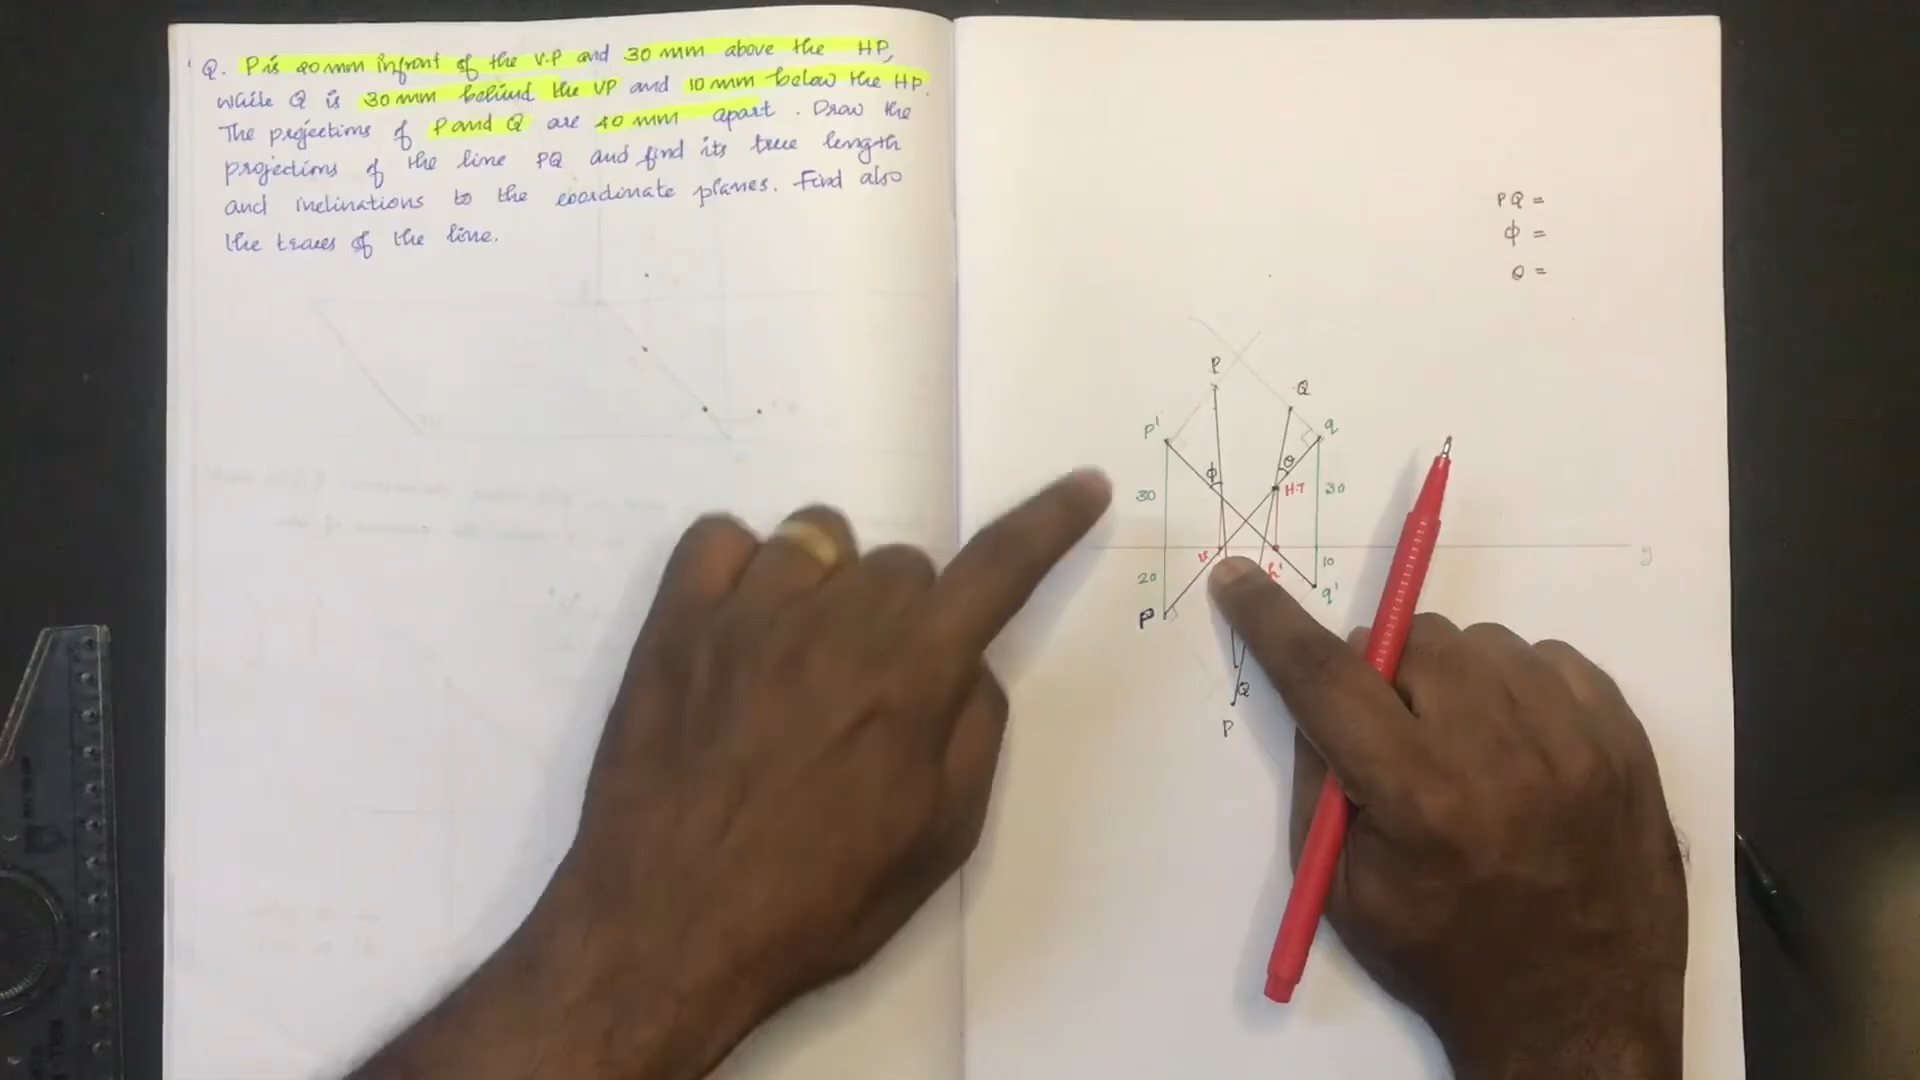 Q. P is 20 mm infront of the V.P and 30 mm above the HP,
while Q is 30 mm behind the VP and 10 mm below the HP.
The projections of P and Q are 40 mm apart. Draw the
projections of the line PQ and find its true length
and inclinations to the coordinate planes. Find also
the traces of the line.
PQ =
ϕ =
θ =
P
Q
p'
q
ϕ
θ
30
H.T
30
y
v
h'
10
20
q'
p
Q
P